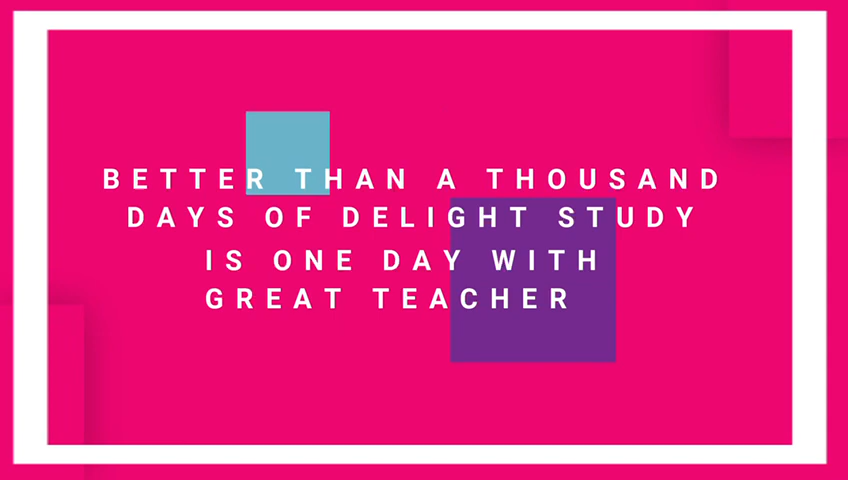 BETTER THAN A THOUSAND
DAYS OF DELIGHT STUDY
IS ONE DAY WITH
GREAT TEACHER